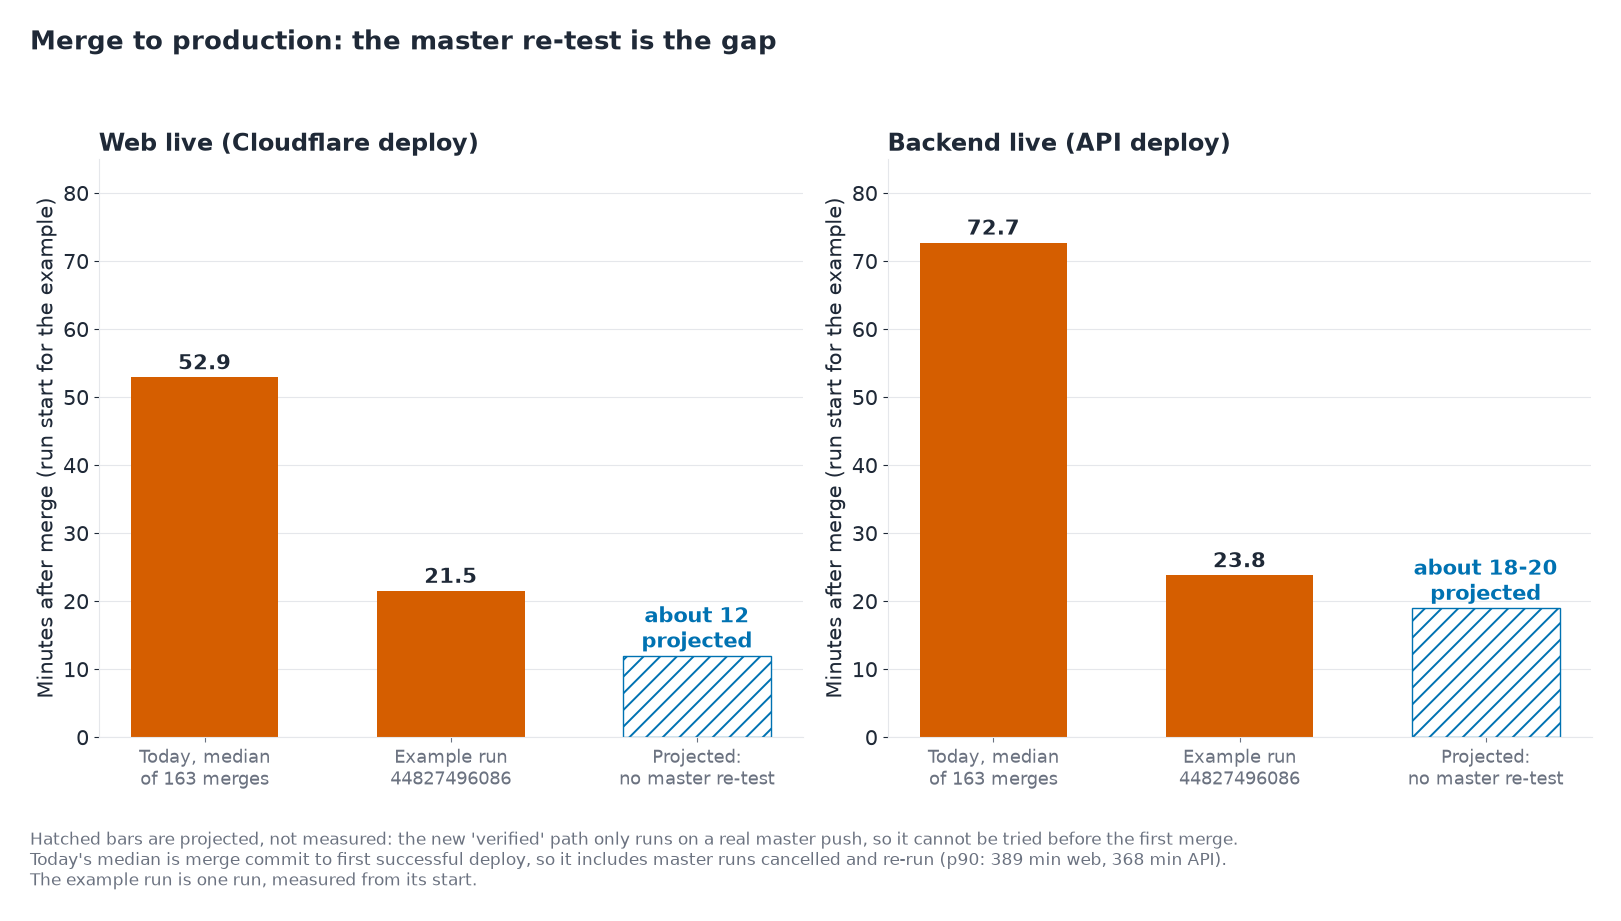 Merge to production: the master re-test is the gap
Web live (Cloudflare deploy)
Minutes after merge (run start for the example)
80
70
60
50
40
30
20
10
0
52.9
21.5
about 12
projected
Today, median
of 163 merges
Example run
44827496086
Projected:
no master re-test
Backend live (API deploy)
Minutes after merge (run start for the example)
80
70
60
50
40
30
20
10
0
72.7
23.8
about 18-20
projected
Today, median
of 163 merges
Example run
44827496086
Projected:
no master re-test
Hatched bars are projected, not measured: the new 'verified' path only runs on a real master push, so it cannot be tried before the first merge.
Today's median is merge commit to first successful deploy, so it includes master runs cancelled and re-run (p90: 389 min web, 368 min API).
The example run is one run, measured from its start.